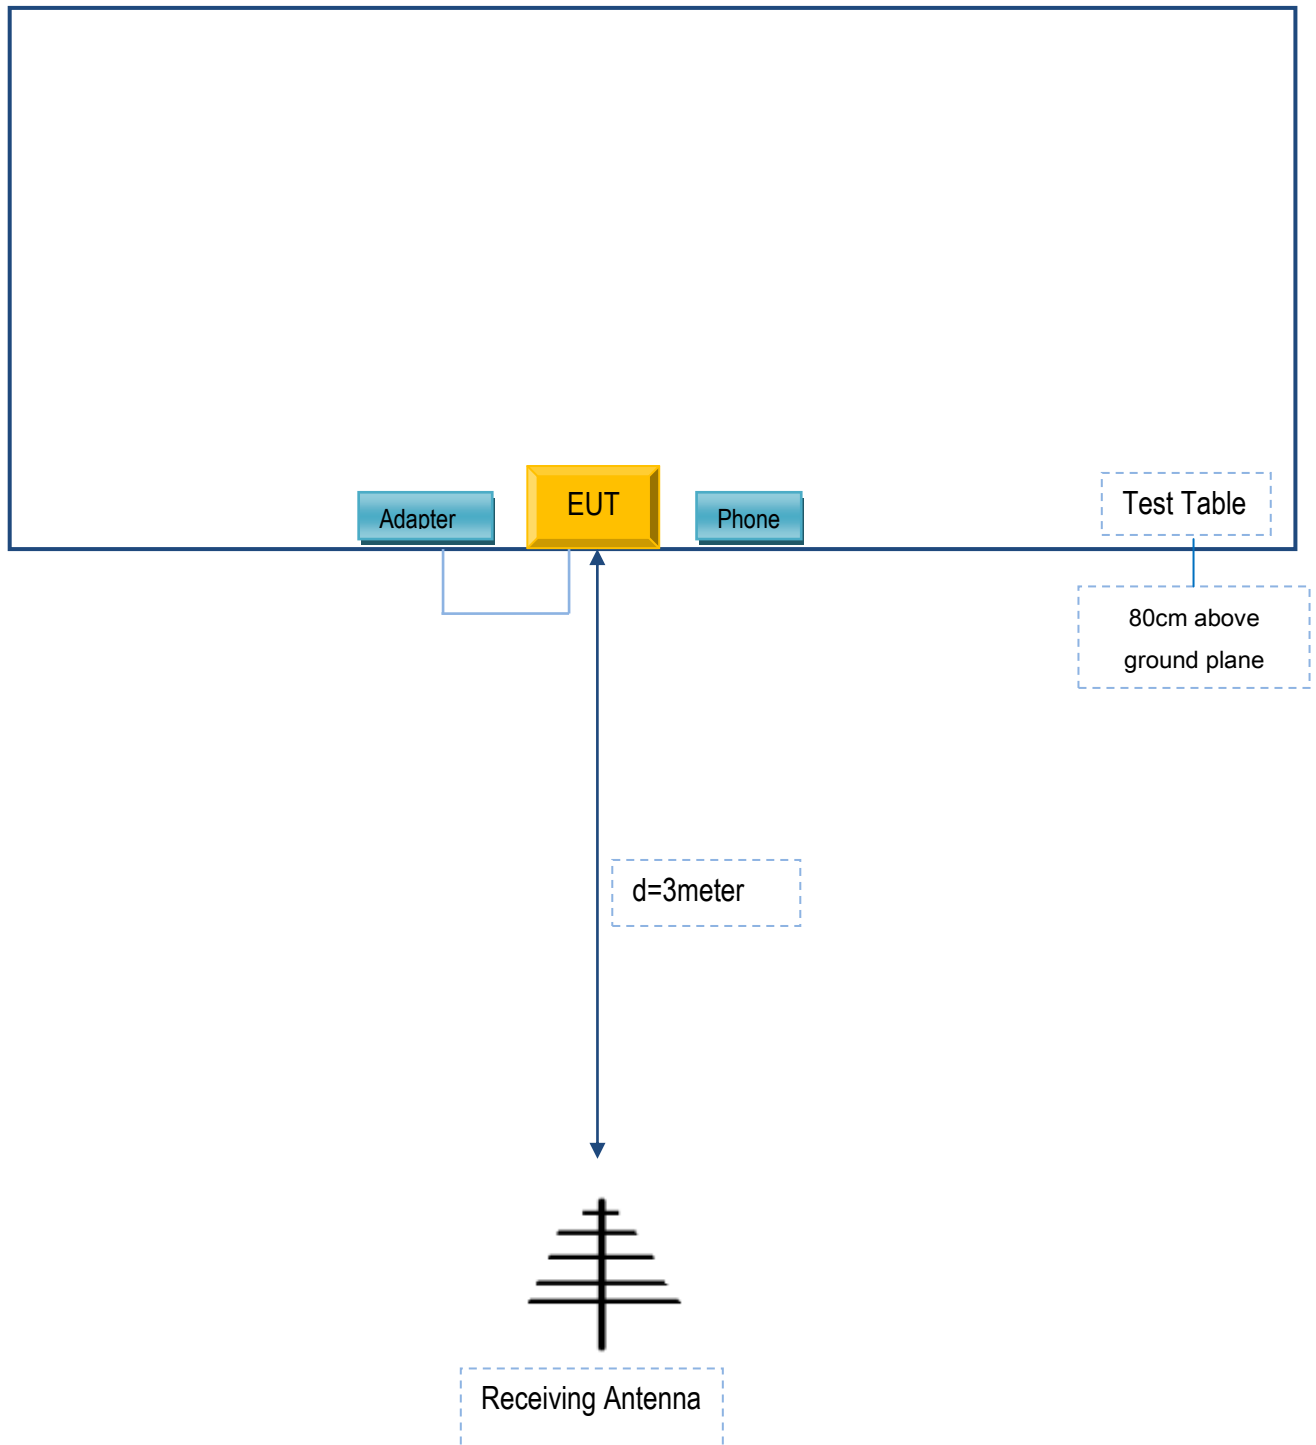 EUT
Adapter
Phone
Test Table
80cm above
ground plane
d=3meter
Receiving Antenna